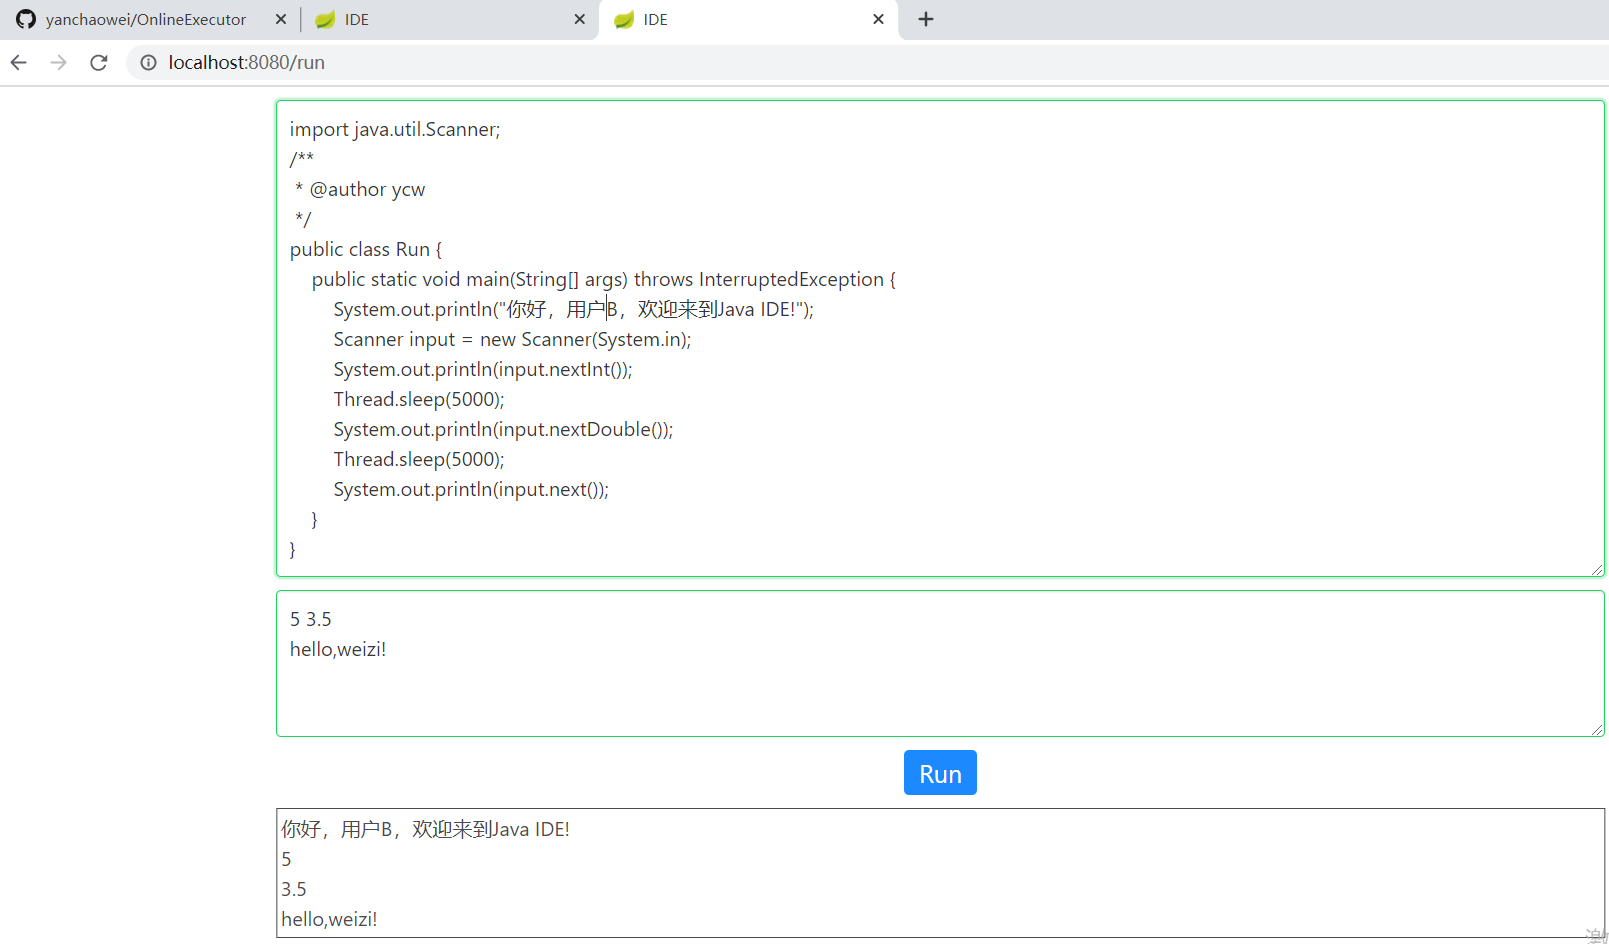 yanchaowei/OnlineExecutor
IDE
IDE
localhost:8080/run
import java.util.Scanner;
/**
 * @author ycw
 */
public class Run {
    public static void main(String[] args) throws InterruptedException {
        System.out.println("你好，用户B，欢迎来到Java IDE!");
        Scanner input = new Scanner(System.in);
        System.out.println(input.nextInt());
        Thread.sleep(5000);
        System.out.println(input.nextDouble());
        Thread.sleep(5000);
        System.out.println(input.next());
    }
}
5 3.5
hello,weizi!
Run
你好，用户B，欢迎来到Java IDE!
5
3.5
hello,weizi!